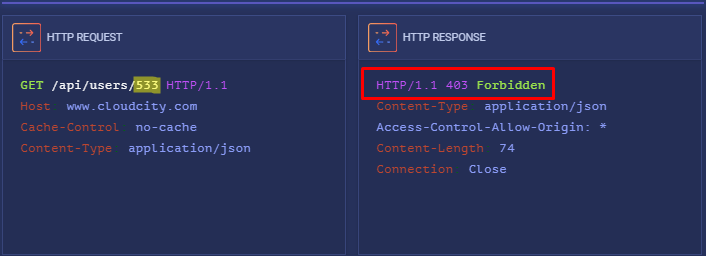 HTTP REQUEST
GET /api/users/533 HTTP/1.1
Host: www.cloudcity.com
Cache-Control: no-cache
Content-Type: application/json
HTTP RESPONSE
HTTP/1.1 403 Forbidden
Content-Type: application/json
Access-Control-Allow-Origin: *
Content-Length: 74
Connection: Close